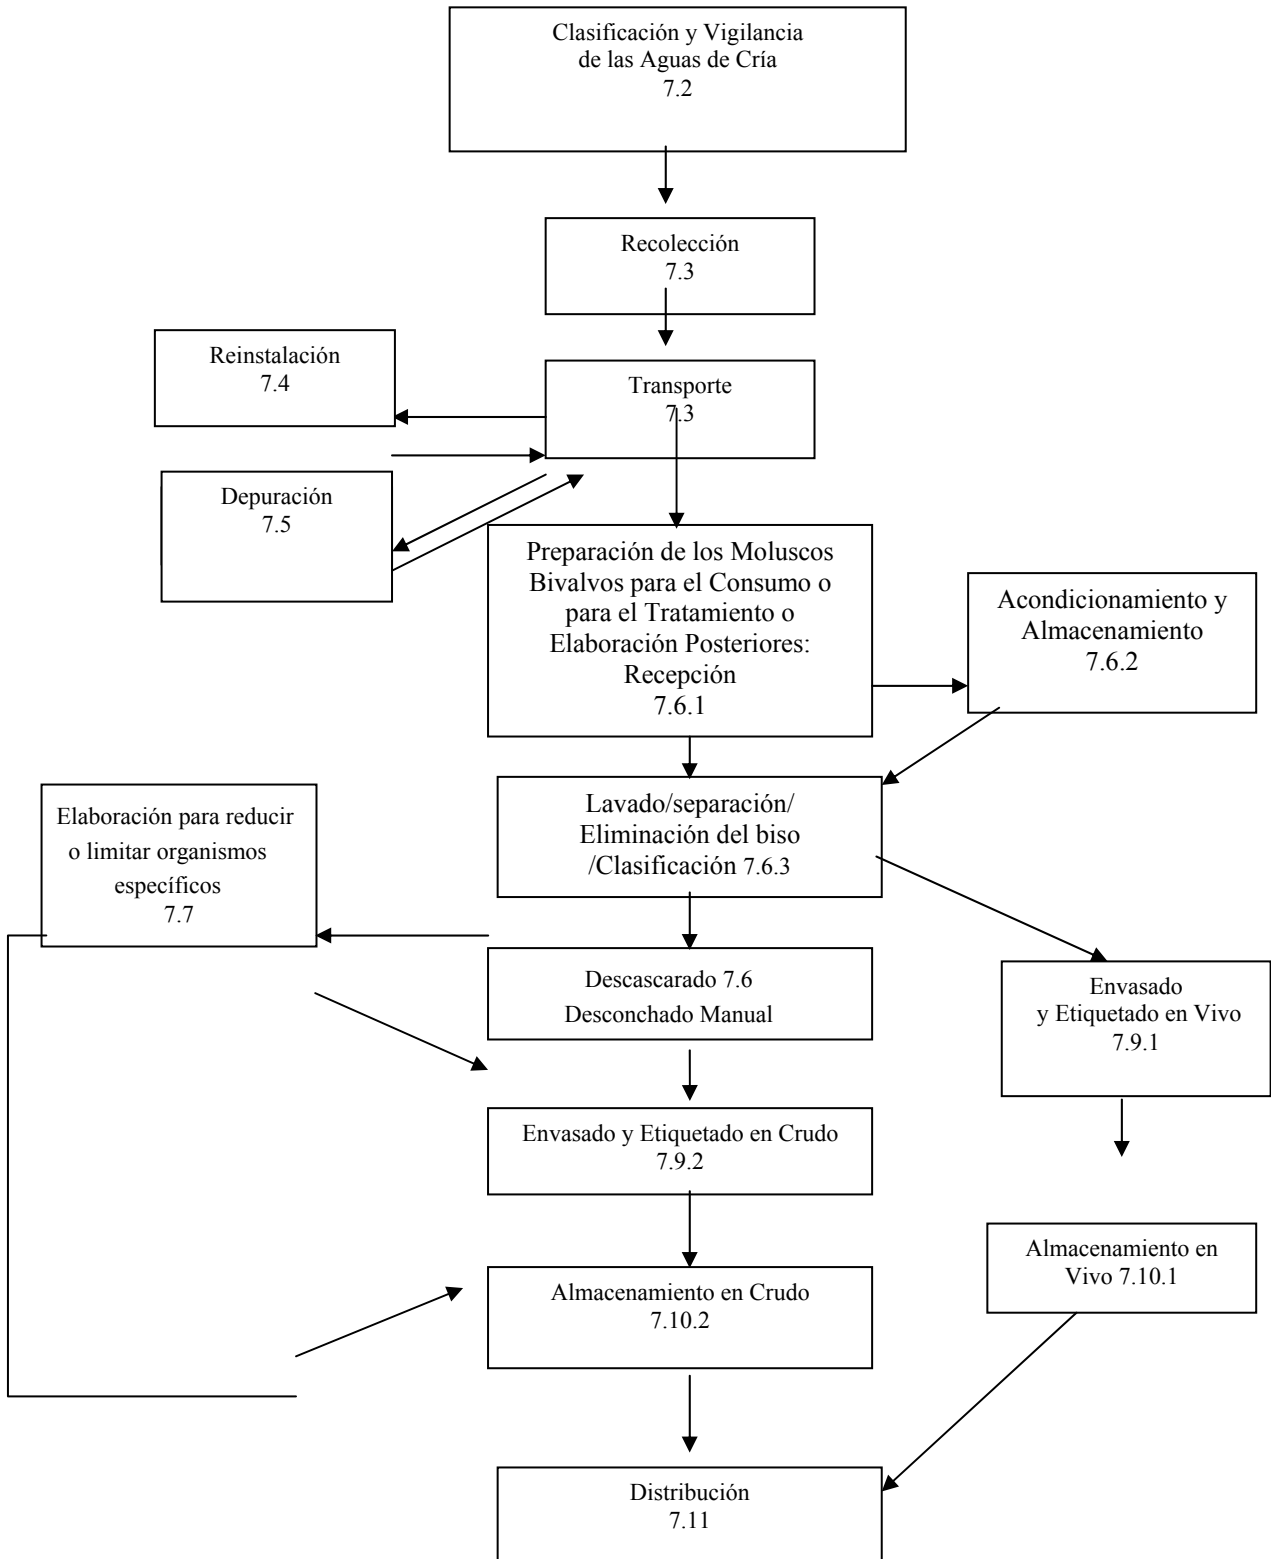 Clasificación y Vigilancia
de las Aguas de Cría
7.2
Recolección
7.3
Reinstalación
7.4
Transporte
7.3
Depuración
7.5
Preparación de los Moluscos
Bivalvos para el Consumo o
para el Tratamiento o
Elaboración Posteriores:
Recepción
7.6.1
Acondicionamiento y
Almacenamiento
7.6.2
Lavado/separación/
Eliminación del biso
/Clasificación 7.6.3
Elaboración para reducir
o limitar organismos
específicos
7.7
Descascarado 7.6
Desconchado Manual
Envasado
y Etiquetado en Vivo
7.9.1
Envasado y Etiquetado en Crudo
7.9.2
Almacenamiento en
Vivo 7.10.1
Almacenamiento en Crudo
7.10.2
Distribución
7.11